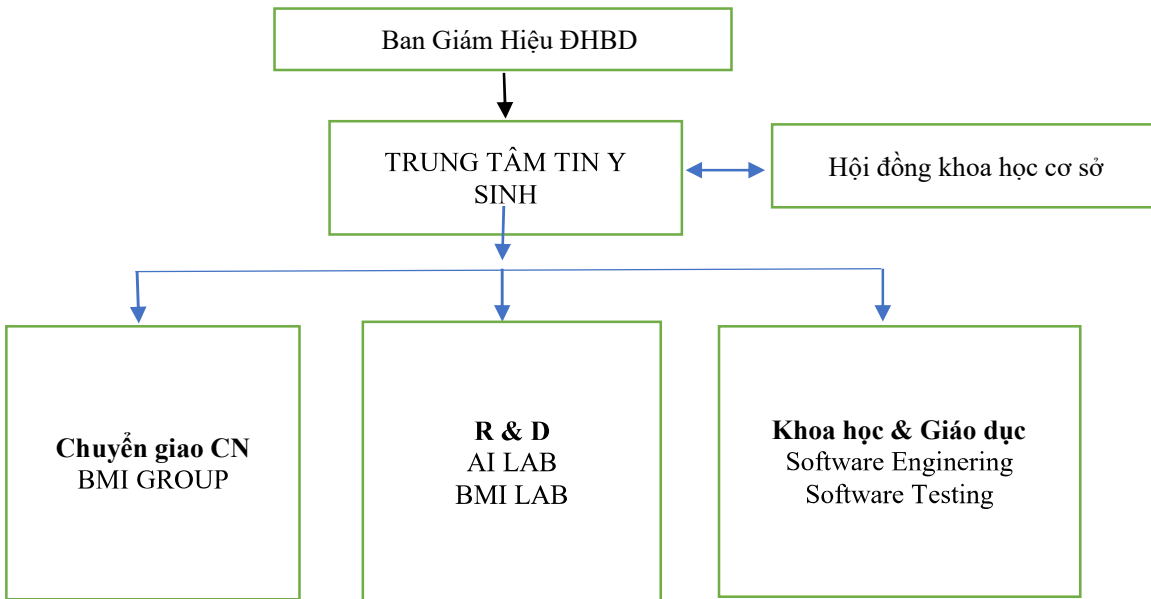 Ban Giám Hiệu ĐHBD
TRUNG TÂM TIN Y
SINH
Hội đồng khoa học cơ sở
Chuyển giao CN
BMI GROUP
R & D
AI LAB
BMI LAB
Khoa học & Giáo dục
Software Enginering
Software Testing